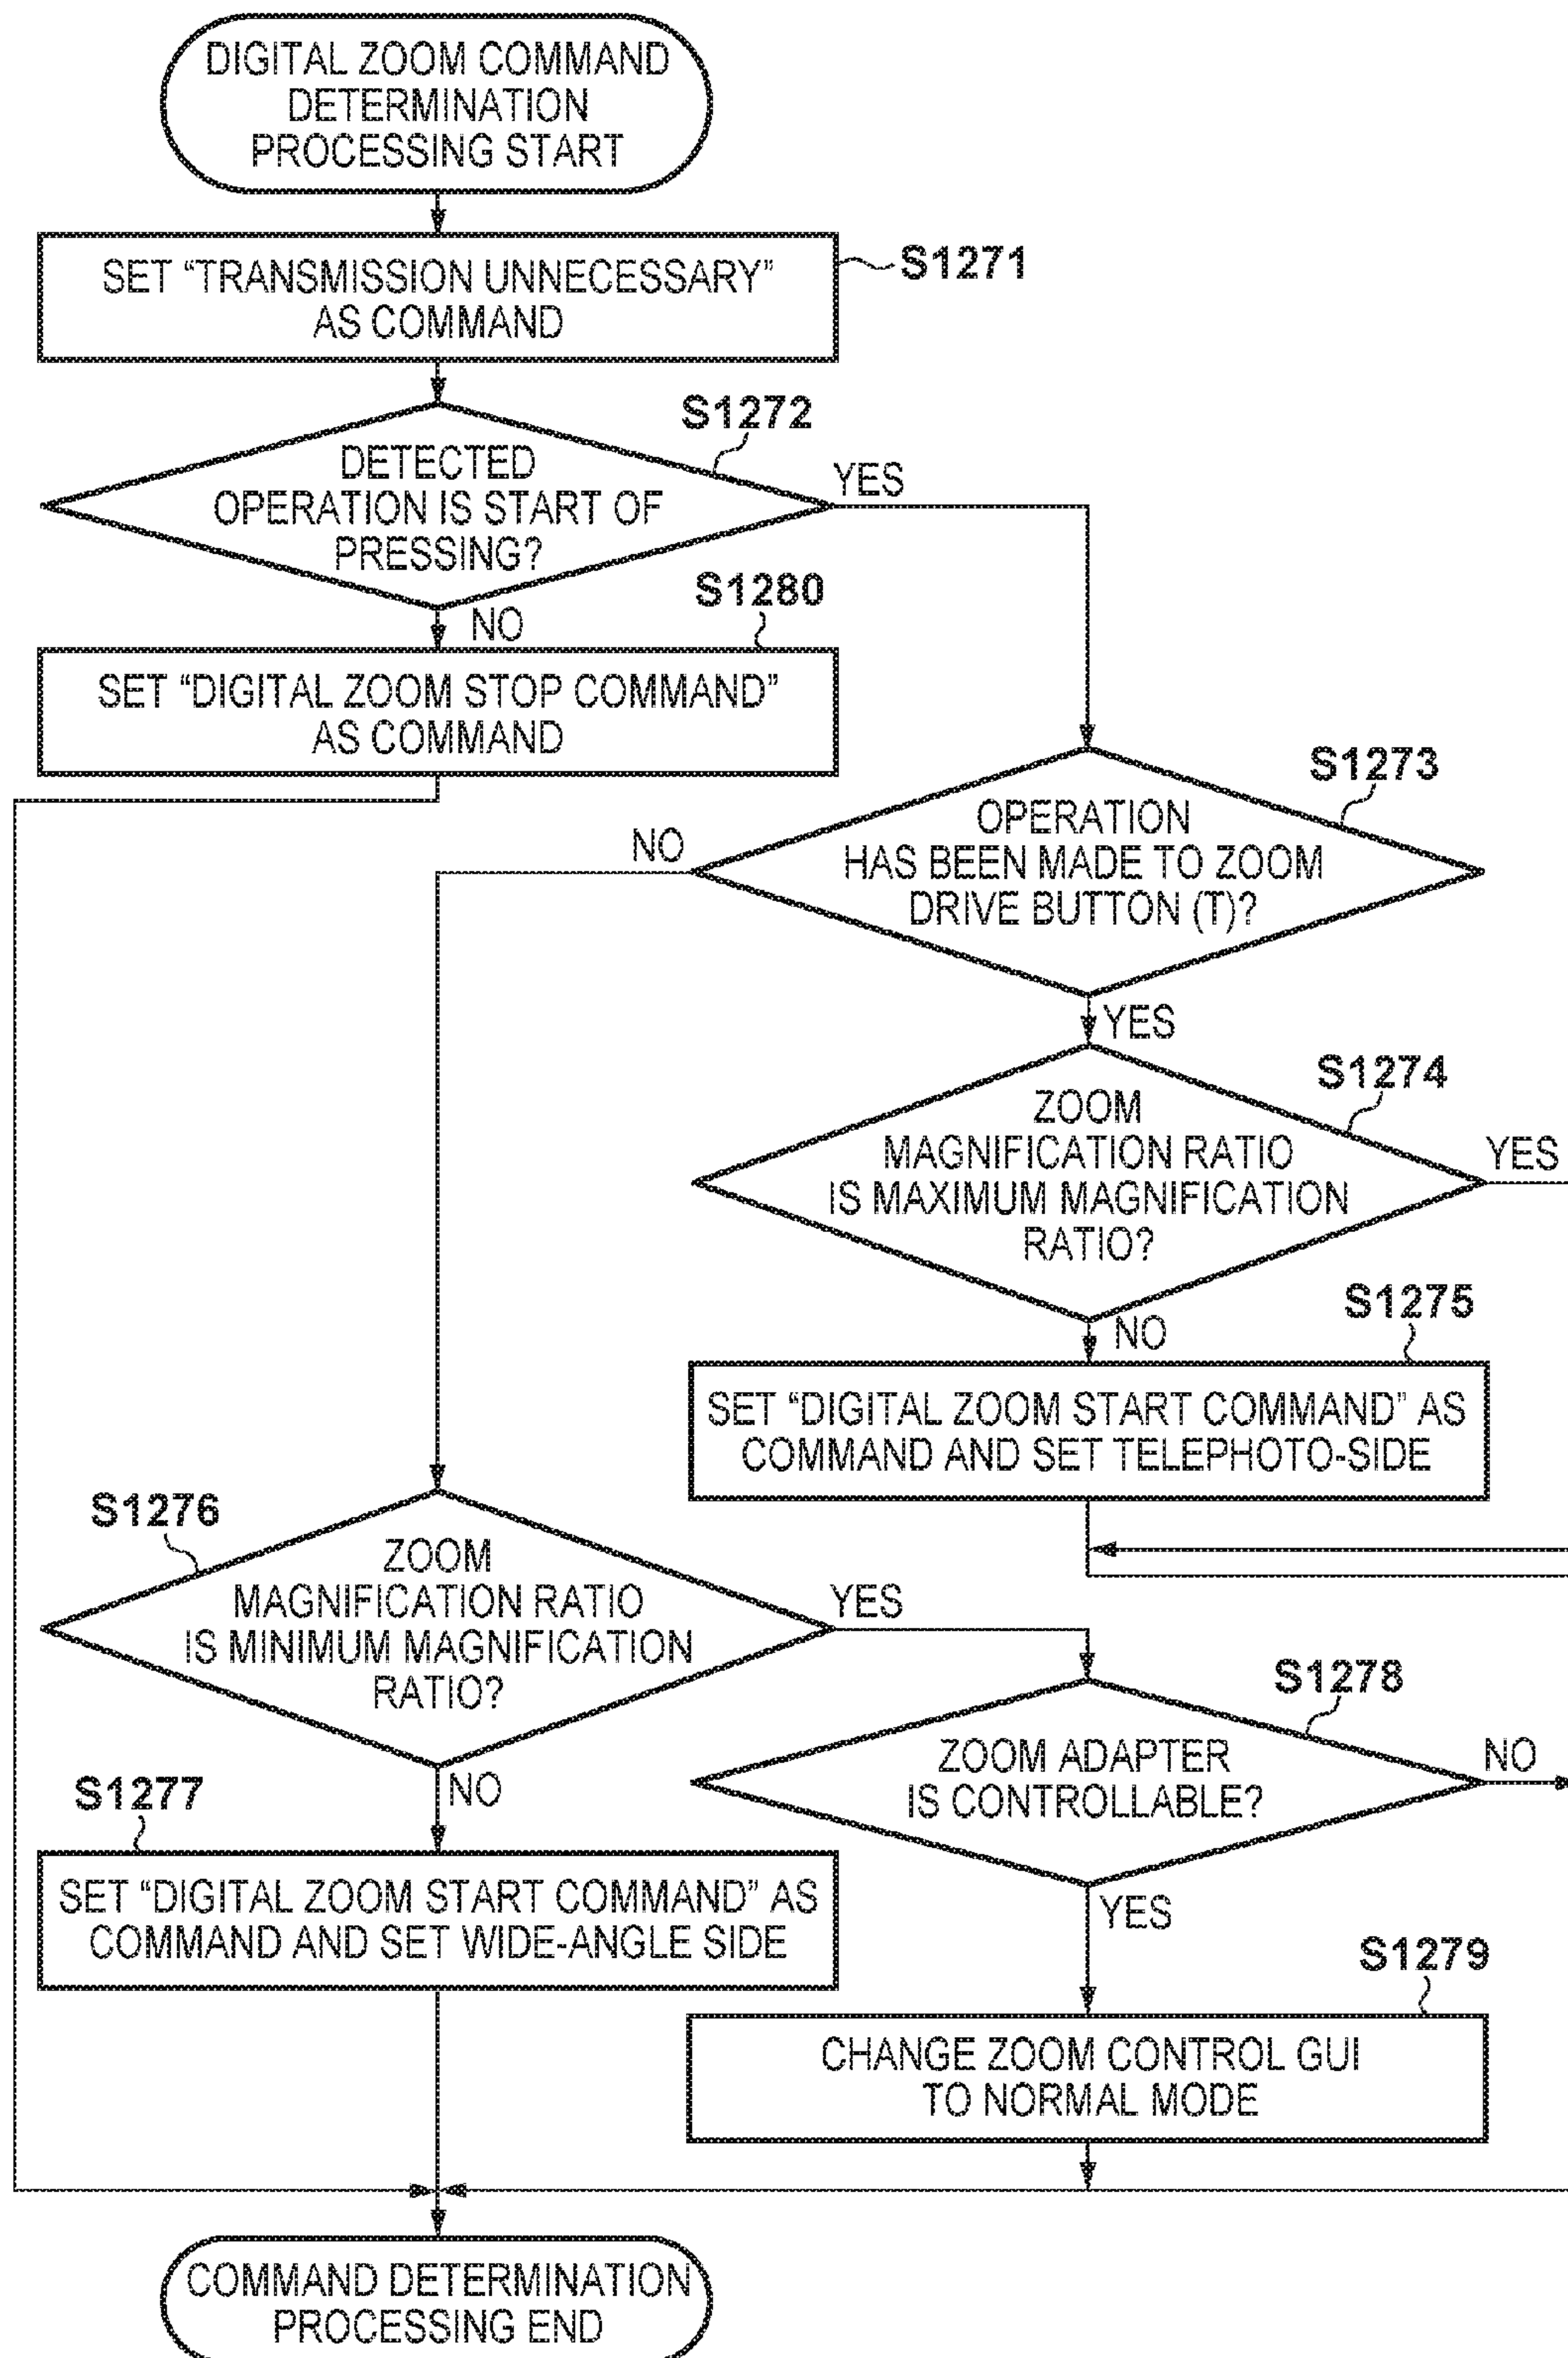 DIGITAL ZOOM COMMAND
DETERMINATION
PROCESSING START
SET “TRANSMISSION UNNECESSARY”
AS COMMAND
S1271
S1272
DETECTED
OPERATION IS START OF
PRESSING?
YES
NO
S1280
SET “DIGITAL ZOOM STOP COMMAND”
AS COMMAND
S1273
OPERATION
HAS BEEN MADE TO ZOOM
DRIVE BUTTON (T)?
NO
YES
S1274
ZOOM
MAGNIFICATION RATIO
IS MAXIMUM MAGNIFICATION
RATIO?
YES
NO
S1275
SET “DIGITAL ZOOM START COMMAND” AS
COMMAND AND SET TELEPHOTO-SIDE
S1276
ZOOM
MAGNIFICATION RATIO
IS MINIMUM MAGNIFICATION
RATIO?
YES
NO
S1278
ZOOM ADAPTER
IS CONTROLLABLE?
NO
YES
S1277
SET “DIGITAL ZOOM START COMMAND” AS
COMMAND AND SET WIDE-ANGLE SIDE
S1279
CHANGE ZOOM CONTROL GUI
TO NORMAL MODE
COMMAND DETERMINATION
PROCESSING END